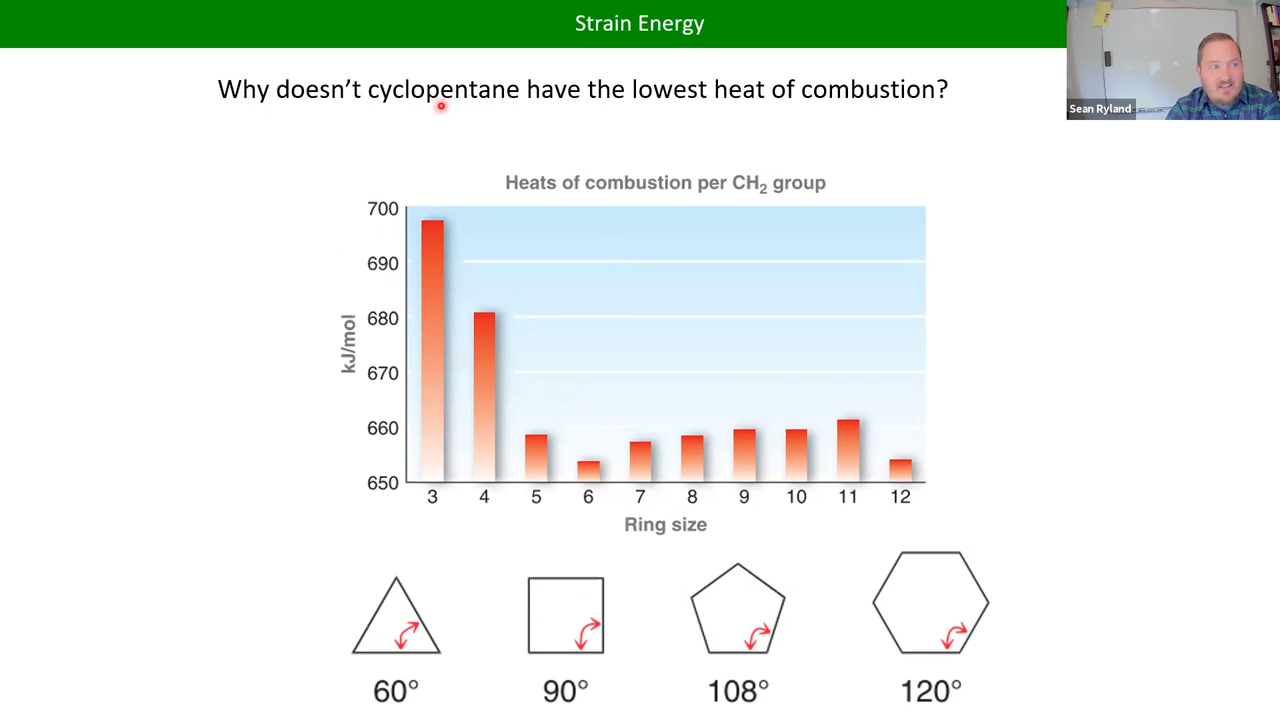 Strain Energy
Why doesn’t cyclopentane have the lowest heat of combustion?
Sean Ryland
Heats of combustion per CH₂ group
700
690
680
670
660
650
kJ/mol
3 4 5 6 7 8 9 10 11 12
Ring size
60° 90° 108° 120°